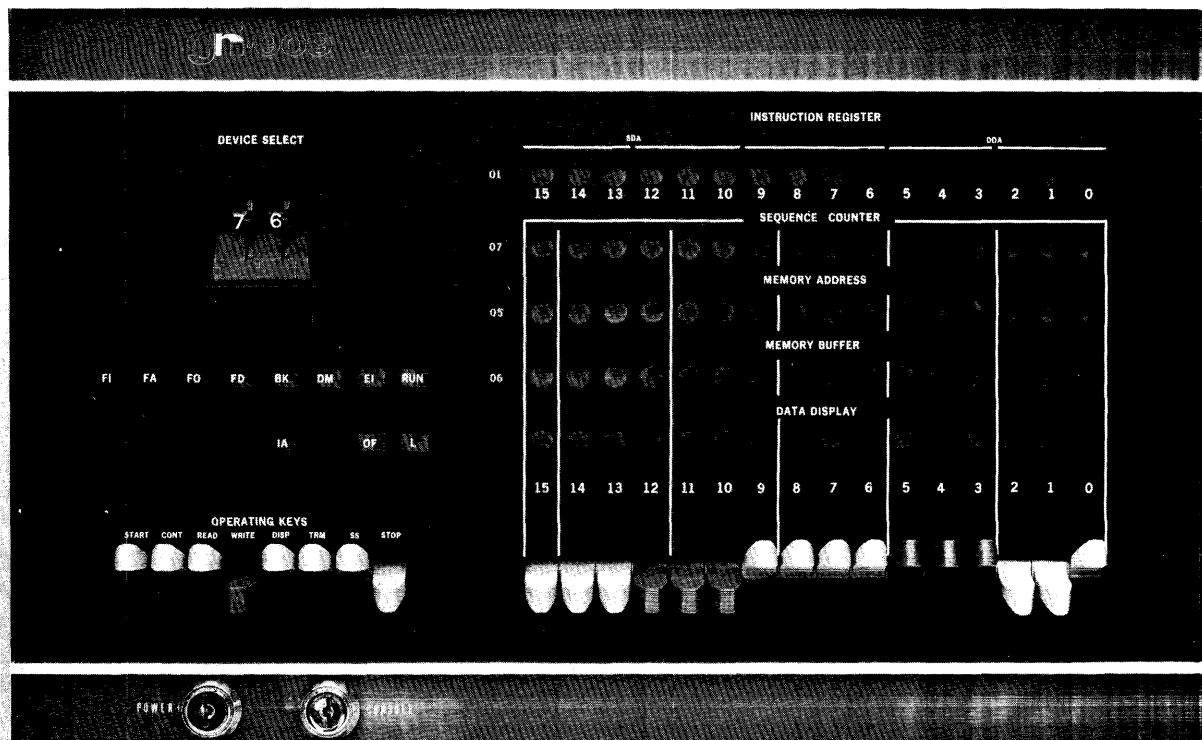 gr-909
DEVICE SELECT
7 6
FI FA FO FD BK DM EI RUN
IA OF L
OPERATING KEYS
START CONT READ WRITE DISP TRM SS STOP
INSTRUCTION REGISTER
SDA DDA
01
15 14 13 12 11 10 9 8 7 6 5 4 3 2 1 0
SEQUENCE COUNTER
07
MEMORY ADDRESS
05
MEMORY BUFFER
06
DATA DISPLAY
15 14 13 12 11 10 9 8 7 6 5 4 3 2 1 0
POWER CONSOLE